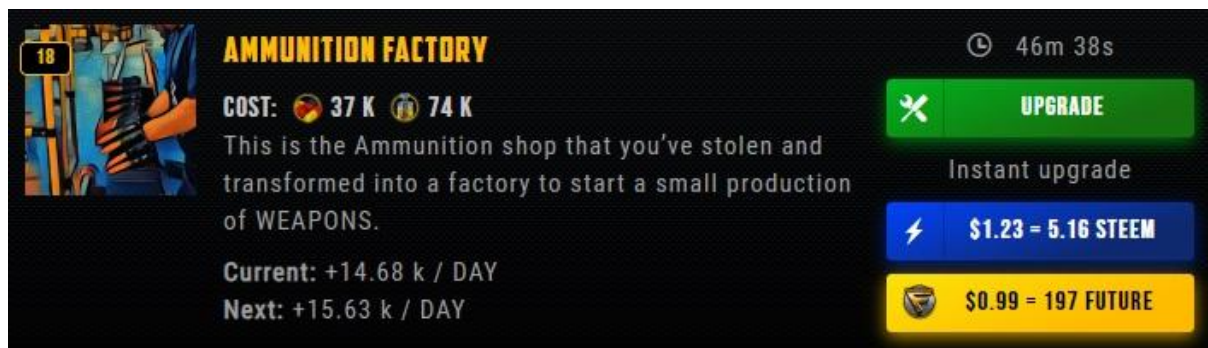 18
AMMUNITION FACTORY
COST: 37 K 74 K
This is the Ammunition shop that you’ve stolen and
transformed into a factory to start a small production
of WEAPONS.
Current: +14.68 k / DAY
Next: +15.63 k / DAY
46m 38s
UPGRADE
Instant upgrade
$1.23 = 5.16 STEEM
$0.99 = 197 FUTURE